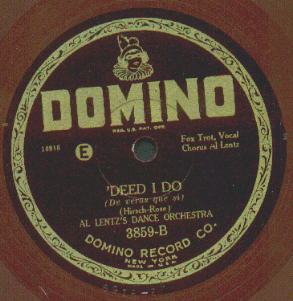 DOMINO
REG. U.S. PAT. OFF.
16916
E
Fox Trot, Vocal
Chorus Al Lentz
'DEED I DO
(De veras que si)
(Hirsch-Rose)
AL LENTZ'S DANCE ORCHESTRA
3859-B
DOMINO RECORD CO.
NEW YORK
MADE IN U.S.A.